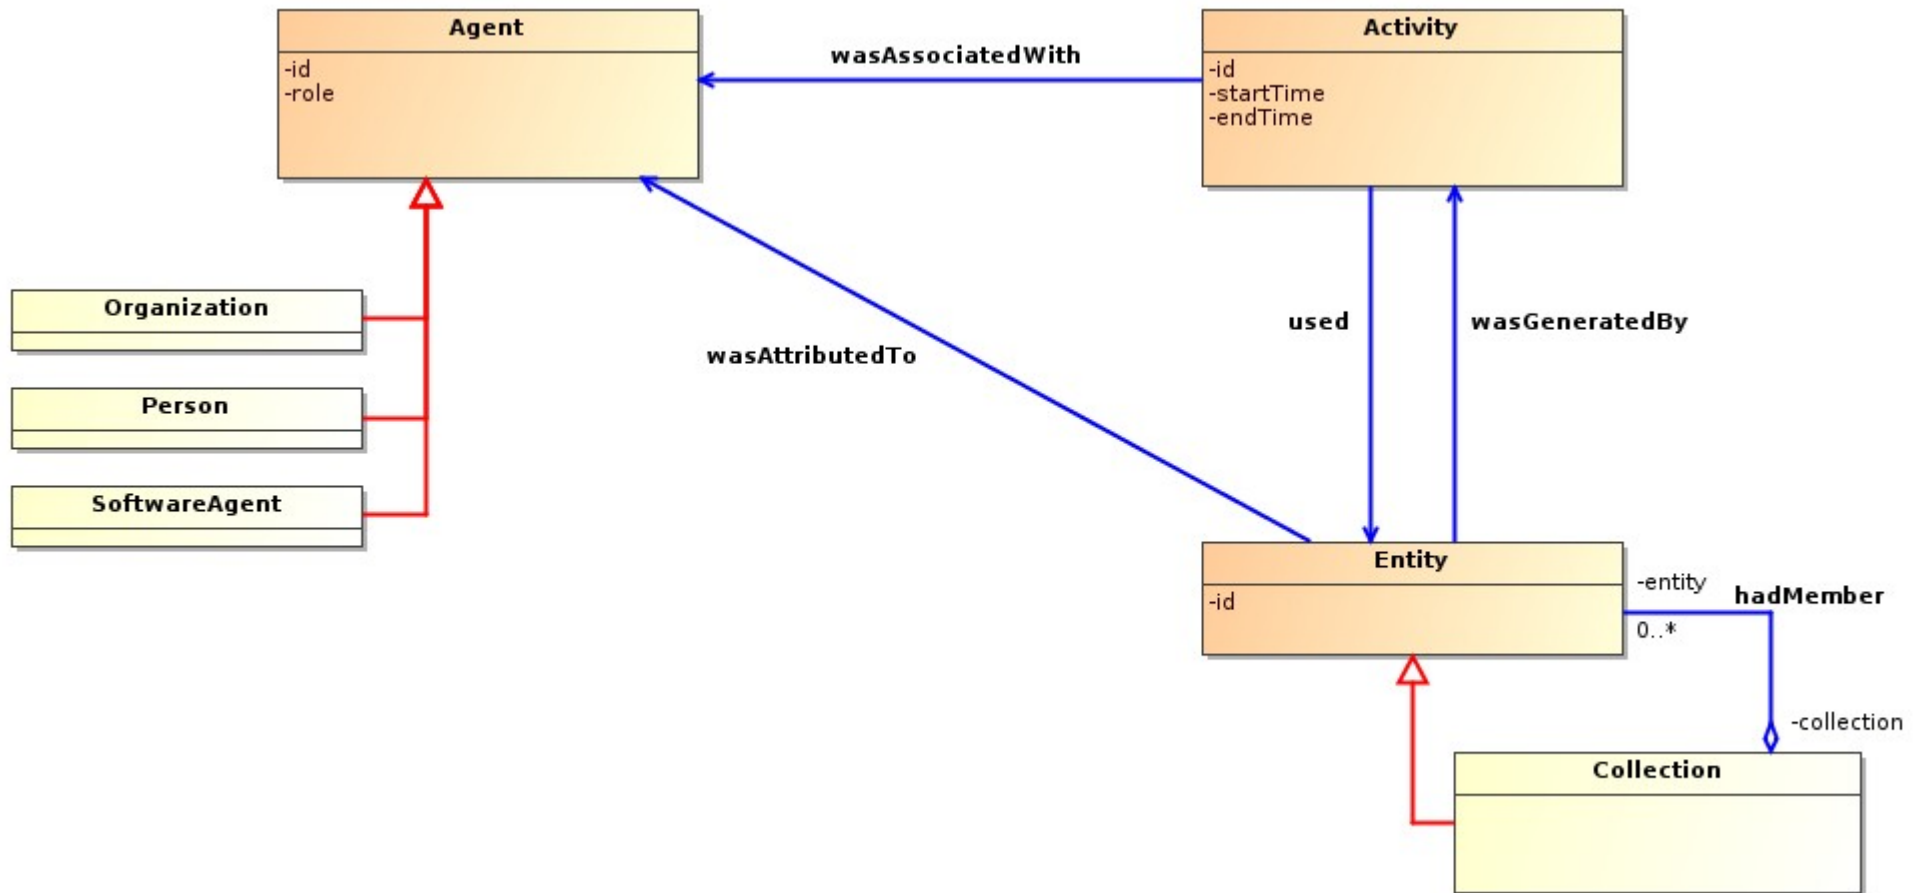 Agent
-id
-role
wasAssociatedWith
Activity
-id
-startTime
-endTime
Organization
Person
SoftwareAgent
wasAttributedTo
used
wasGeneratedBy
Entity
-id
-entity
hadMember
0..*
-collection
Collection